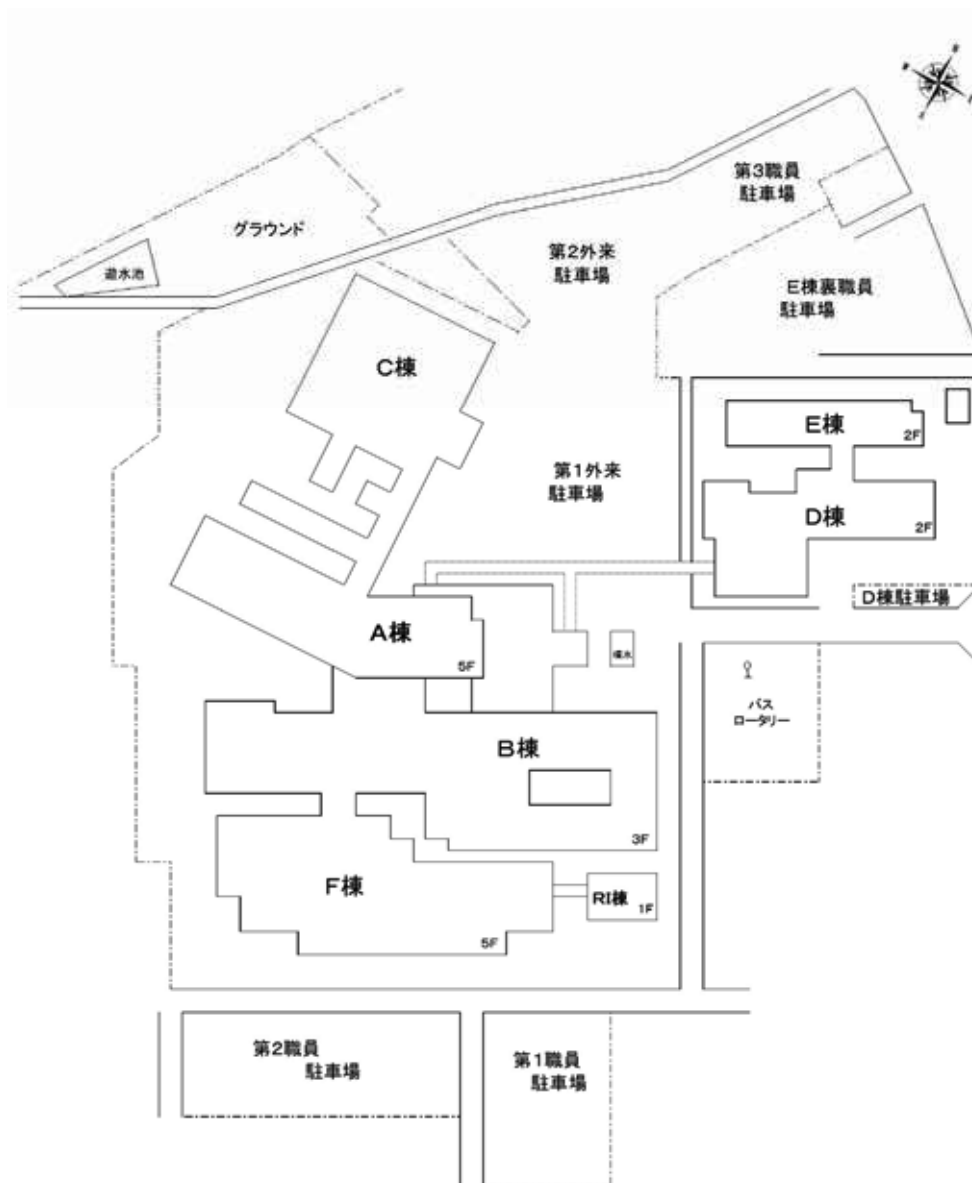 第3職員
駐車場
グラウンド
第2外来
駐車場
遊水池
E棟裏職員
駐車場
C棟
E棟
2F
第1外来
駐車場
D棟
2F
D棟駐車場
A棟
5F
バス
ロータリー
B棟
3F
F棟
5F
RI棟
1F
第2職員
駐車場
第1職員
駐車場